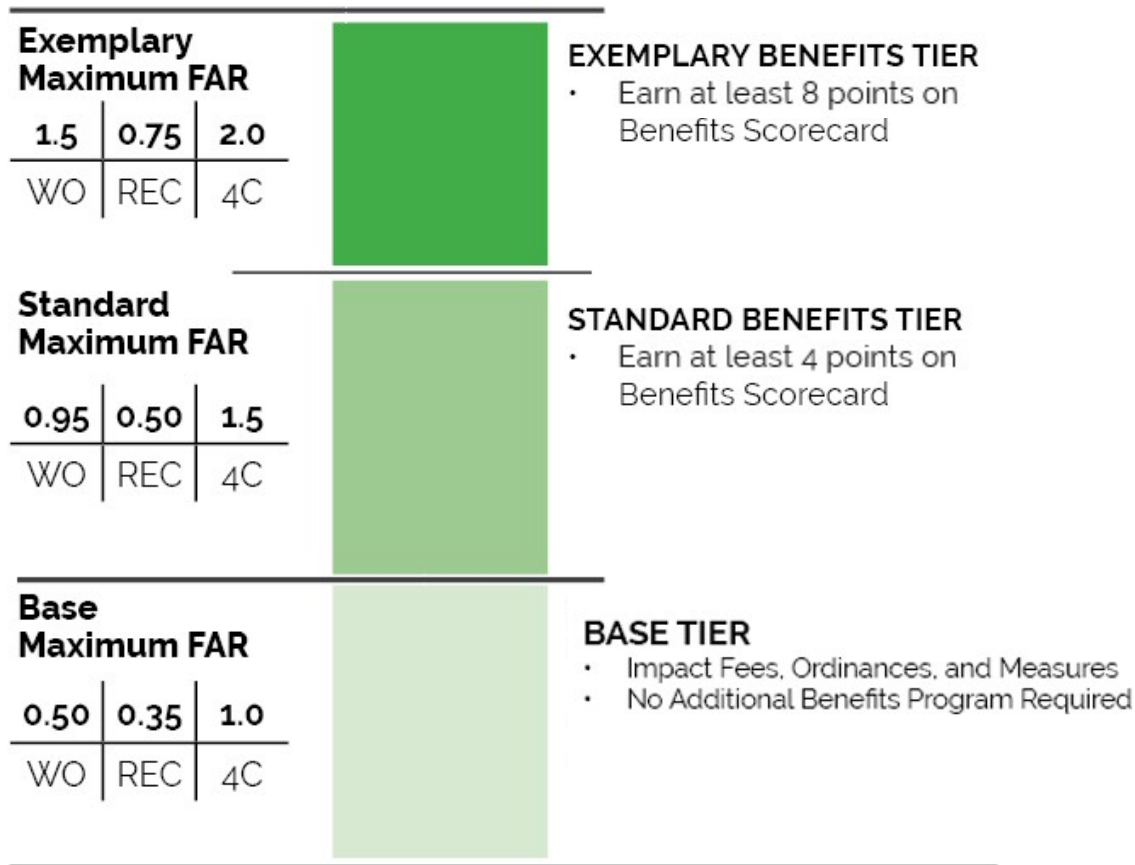 Exemplary
Maximum FAR
1.5 0.75 2.0
WO REC 4C
EXEMPLARY BENEFITS TIER
• Earn at least 8 points on
Benefits Scorecard
Standard
Maximum FAR
0.95 0.50 1.5
WO REC 4C
STANDARD BENEFITS TIER
• Earn at least 4 points on
Benefits Scorecard
Base
Maximum FAR
0.50 0.35 1.0
WO REC 4C
BASE TIER
• Impact Fees, Ordinances, and Measures
• No Additional Benefits Program Required